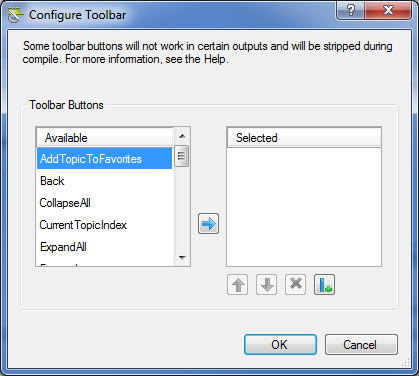 Configure Toolbar
Some toolbar buttons will not work in certain outputs and will be stripped during
compile. For more information, see the Help.
Toolbar Buttons
Available
Selected
AddTopicToFavorites
Back
CollapseAll
CurrentTopicIndex
ExpandAll
OK
Cancel